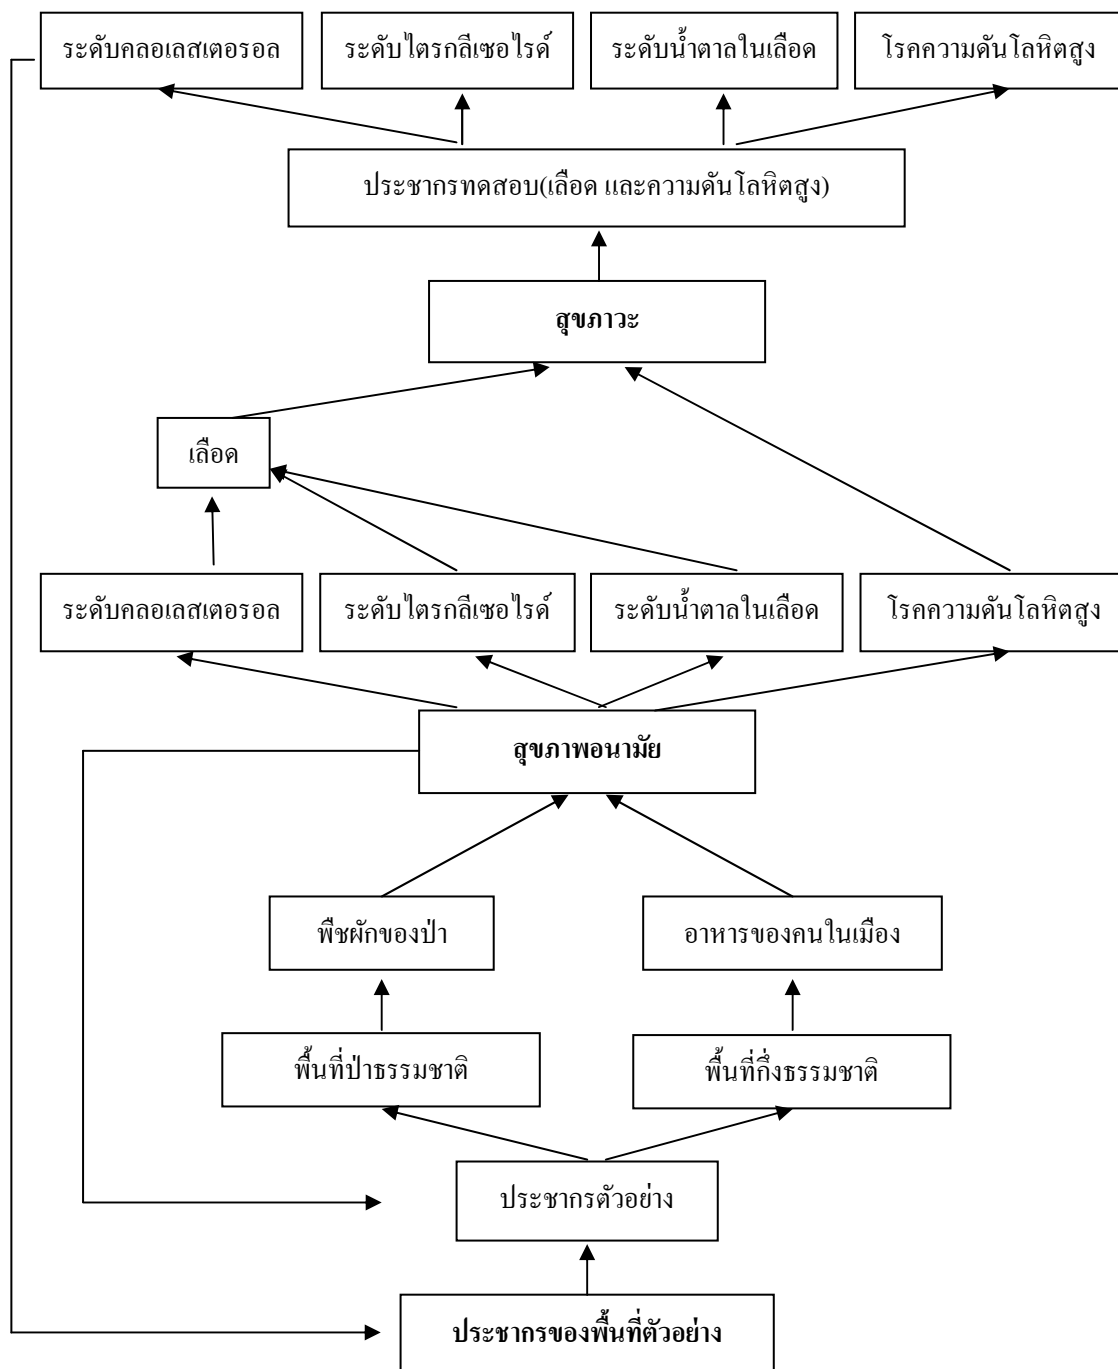 ระดับคลอเลสเตอรอล
ระดับไตรกลีเซอไรด์
ระดับน้ำตาลในเลือด
โรคความดันโลหิตสูง
ประชากรทดสอบ(เลือด และความดันโลหิตสูง)
สุขภาวะ
เลือด
ระดับคลอเลสเตอรอล
ระดับไตรกลีเซอไรด์
ระดับน้ำตาลในเลือด
โรคความดันโลหิตสูง
สุขภาพอนามัย
พืชผักของป่า
อาหารของคนในเมือง
พื้นที่ป่าธรรมชาติ
พื้นที่กึ่งธรรมชาติ
ประชากรตัวอย่าง
ประชากรของพื้นที่ตัวอย่าง